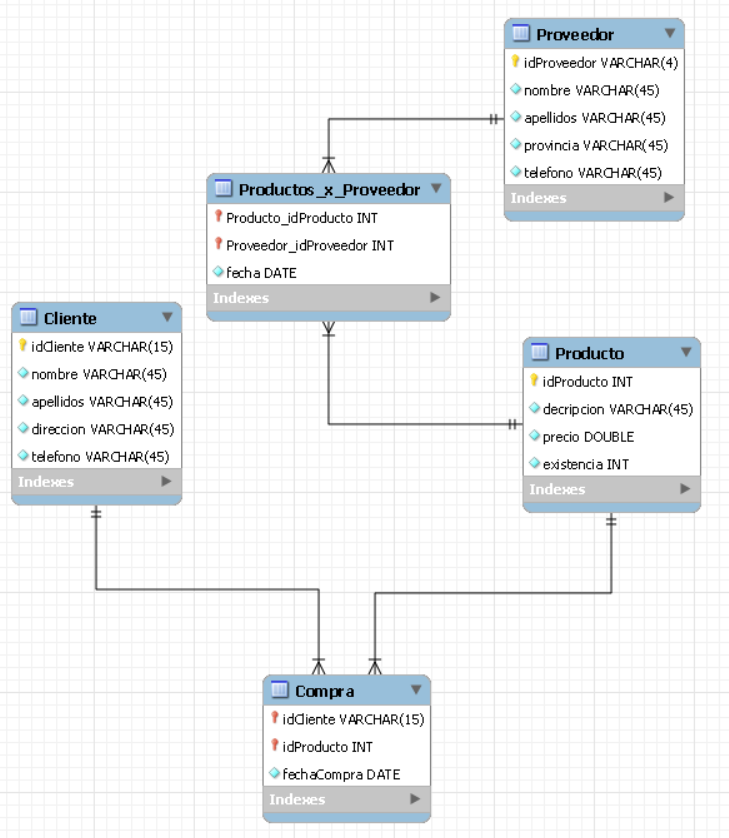 Proveedor
idProveedor VARCHAR(4)
nombre VARCHAR(45)
apellidos VARCHAR(45)
provincia VARCHAR(45)
telefono VARCHAR(45)
Indexes
Productos_x_Proveedor
Producto_idProducto INT
Proveedor_idProveedor INT
fecha DATE
Indexes
Cliente
idCliente VARCHAR(15)
nombre VARCHAR(45)
apellidos VARCHAR(45)
direccion VARCHAR(45)
telefono VARCHAR(45)
Indexes
Producto
idProducto INT
decripcion VARCHAR(45)
precio DOUBLE
existencia INT
Indexes
Compra
idCliente VARCHAR(15)
idProducto INT
fechaCompra DATE
Indexes